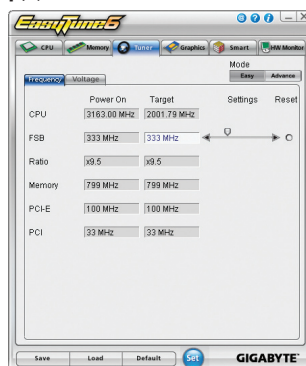 EasyTune6
CPU Memory Tuner Graphics Smart HW Monitor
Mode
Easy Advance
Frequency Voltage
Power On Target Settings Reset
CPU 3163.00 MHz 2001.79 MHz
FSB 333 MHz 333 MHz
Ratio x9.5 x9.5
Memory 799 MHz 799 MHz
PCI-E 100 MHz 100 MHz
PCI 33 MHz 33 MHz
Save Load Default Set GIGABYTE